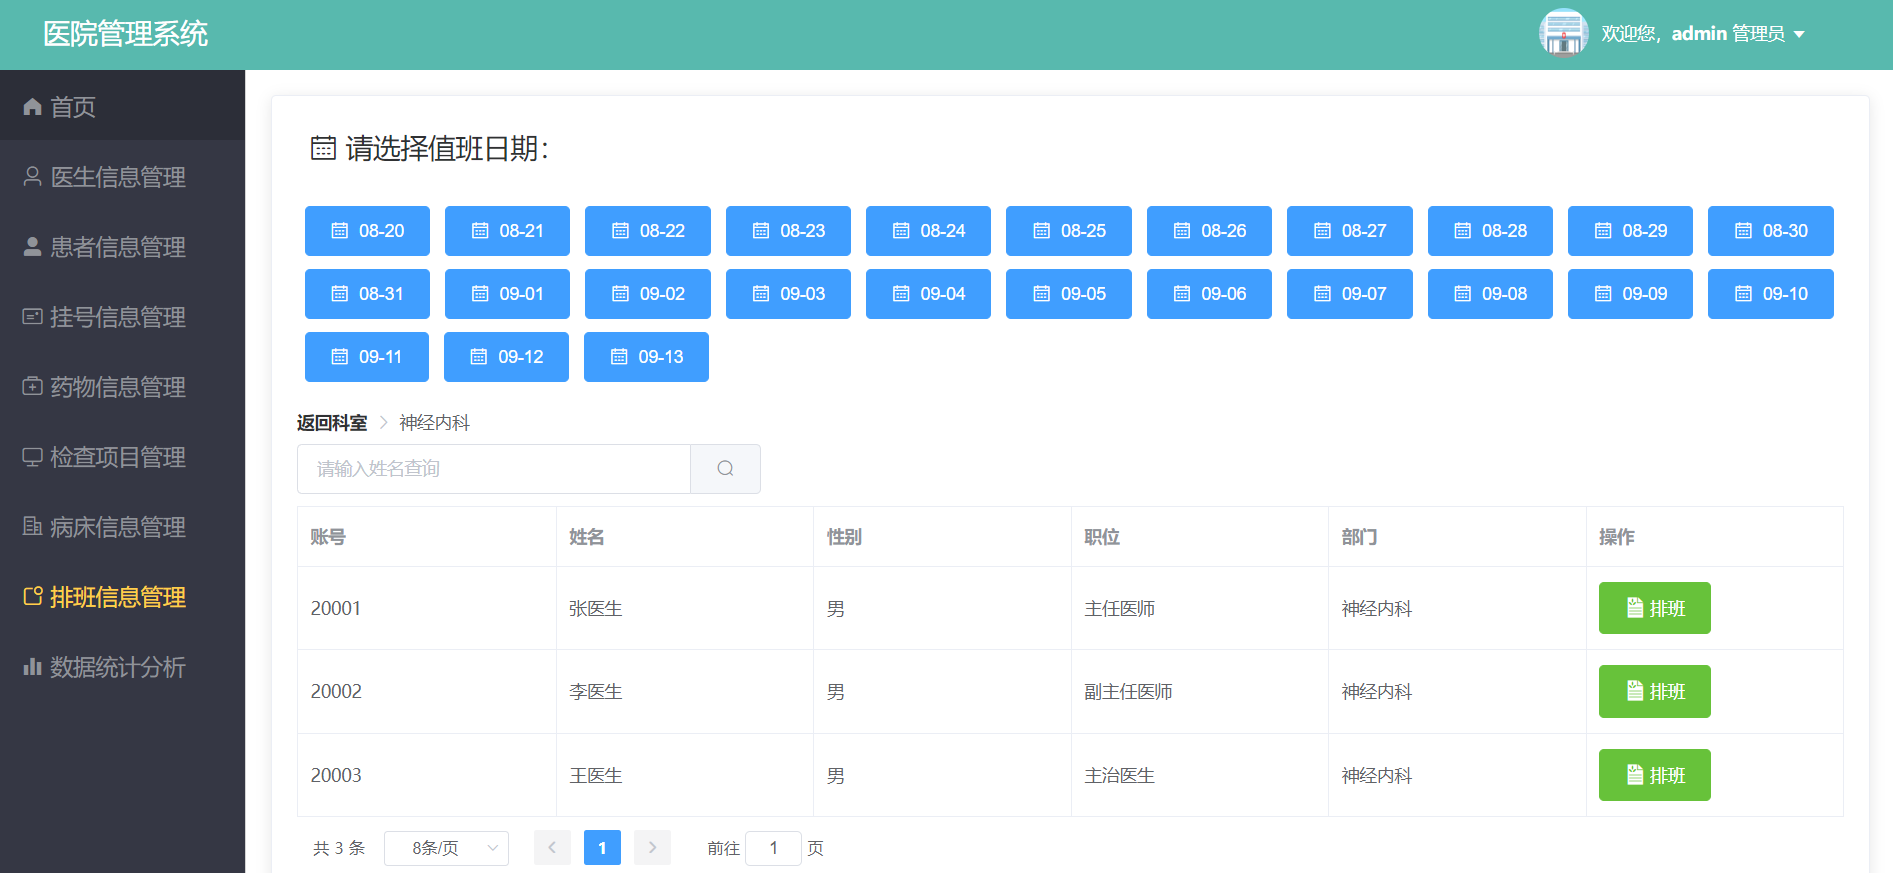 医院管理系统
欢迎您，admin 管理员
首页
医生信息管理
患者信息管理
挂号信息管理
药物信息管理
检查项目管理
病床信息管理
排班信息管理
数据统计分析
请选择值班日期：
08-20 08-21 08-22 08-23 08-24 08-25 08-26 08-27 08-28 08-29 08-30
08-31 09-01 09-02 09-03 09-04 09-05 09-06 09-07 09-08 09-09 09-10
09-11 09-12 09-13
返回科室 > 神经内科
请输入姓名查询
账号 姓名 性别 职位 部门 操作
20001 张医生 男 主任医师 神经内科 排班
20002 李医生 男 副主任医师 神经内科 排班
20003 王医生 男 主治医生 神经内科 排班
共 3 条 8条/页 < 1 > 前往 1 页